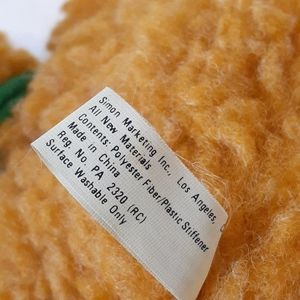 Simon Marketing Inc., Los Angeles, C
All New Materials
Contents: Polyester Fiber/Plastic Stiffener
Made in China
Reg. No. PA 2320 (RC)
Surface Washable Only